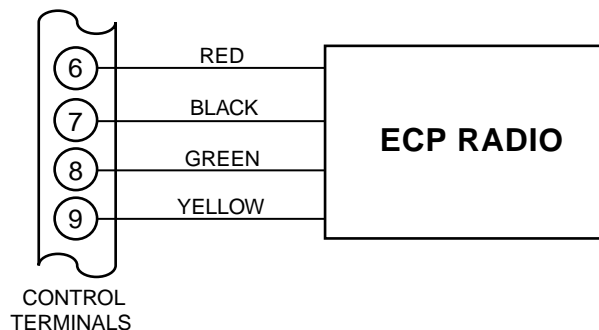 6 RED
7 BLACK
ECP RADIO
8 GREEN
9 YELLOW
CONTROL
TERMINALS